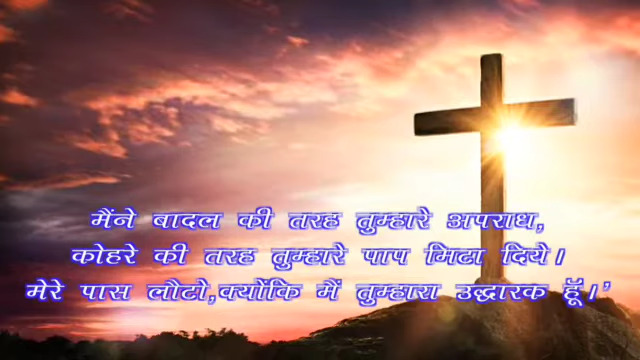 मैंने बादल की तरह तुम्हारे अपराध,
कोहरे की तरह तुम्हारे पाप मिटा दिये।
मेरे पास लौटो,क्योंकि मैं तुम्हारा उद्धारक हूँ।’